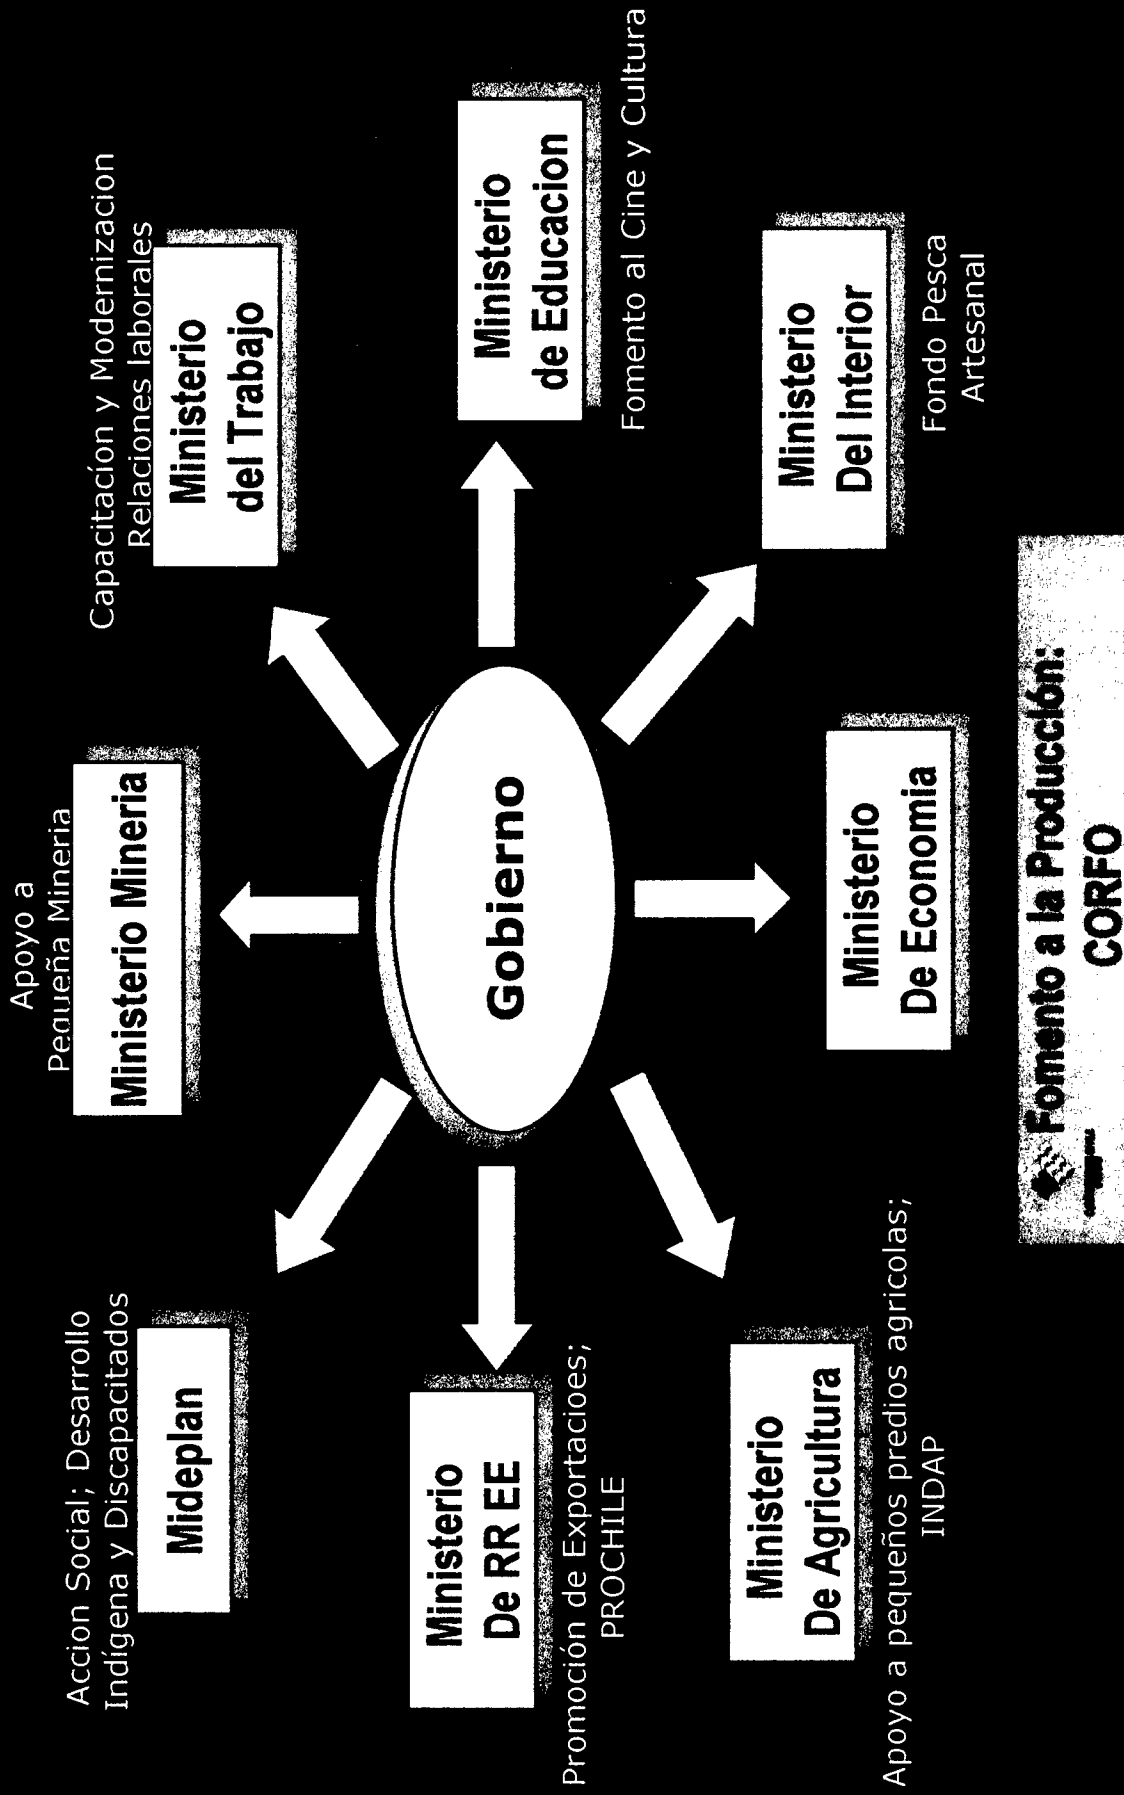 Apoyo a
Pequeña Mineria
Ministerio Mineria
Accion Social; Desarrollo
Indígena y Discapacitados
Mideplan
Capacitacíon y Modernizacion
Relaciones laborales
Ministerio
del Trabajo
Gobierno
Ministerio
De RR EE
Promoción de Exportacioes;
PROCHILE
Ministerio
de Educacion
Fomento al Cine y Cultura
Ministerio
De Agricultura
Apoyo a pequeños predios agricolas;
INDAP
Ministerio
De Economia
Ministerio
Del Interior
Fondo Pesca
Artesanal
Fomento a la Producción:
CORFO